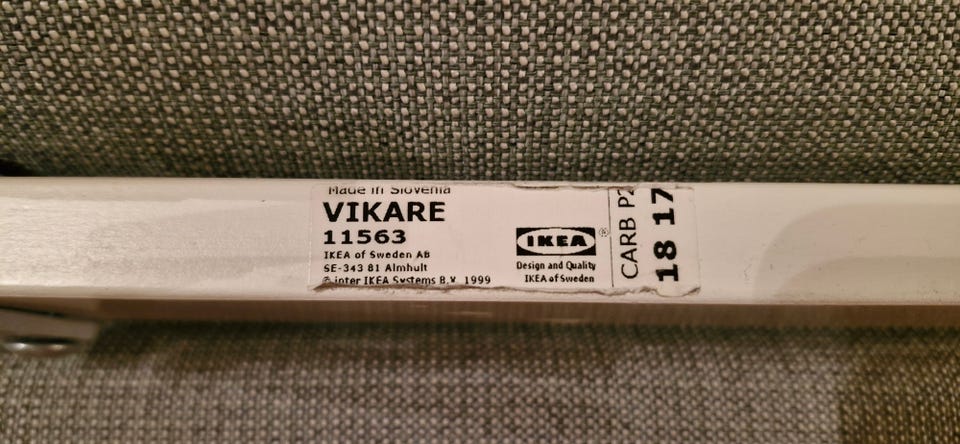 Made in Slovenia
VIKARE
11563
IKEA of Sweden AB
SE-343 81 Almhult
© Inter IKEA Systems B.V. 1999
IKEA®
Design and Quality
IKEA of Sweden
CARB P2
18 17